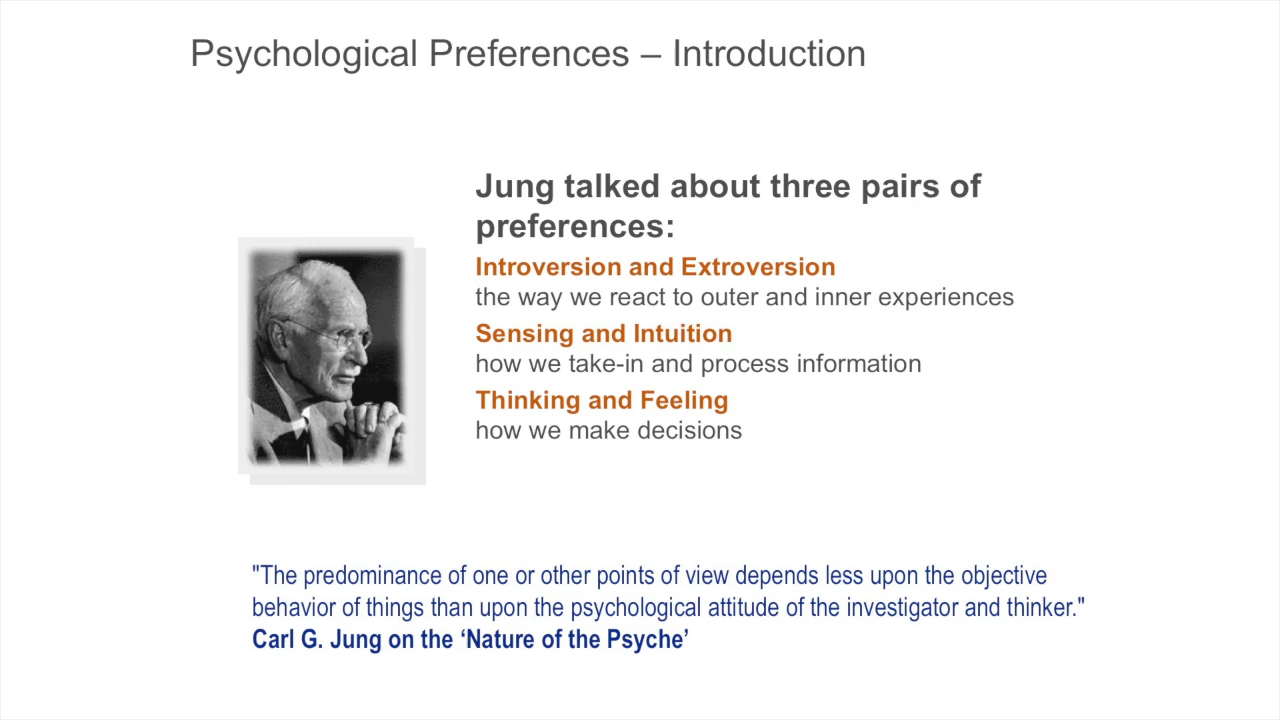 Psychological Preferences – Introduction
Jung talked about three pairs of
preferences:
Introversion and Extroversion
the way we react to outer and inner experiences
Sensing and Intuition
how we take-in and process information
Thinking and Feeling
how we make decisions
"The predominance of one or other points of view depends less upon the objective
behavior of things than upon the psychological attitude of the investigator and thinker."
Carl G. Jung on the ‘Nature of the Psyche’